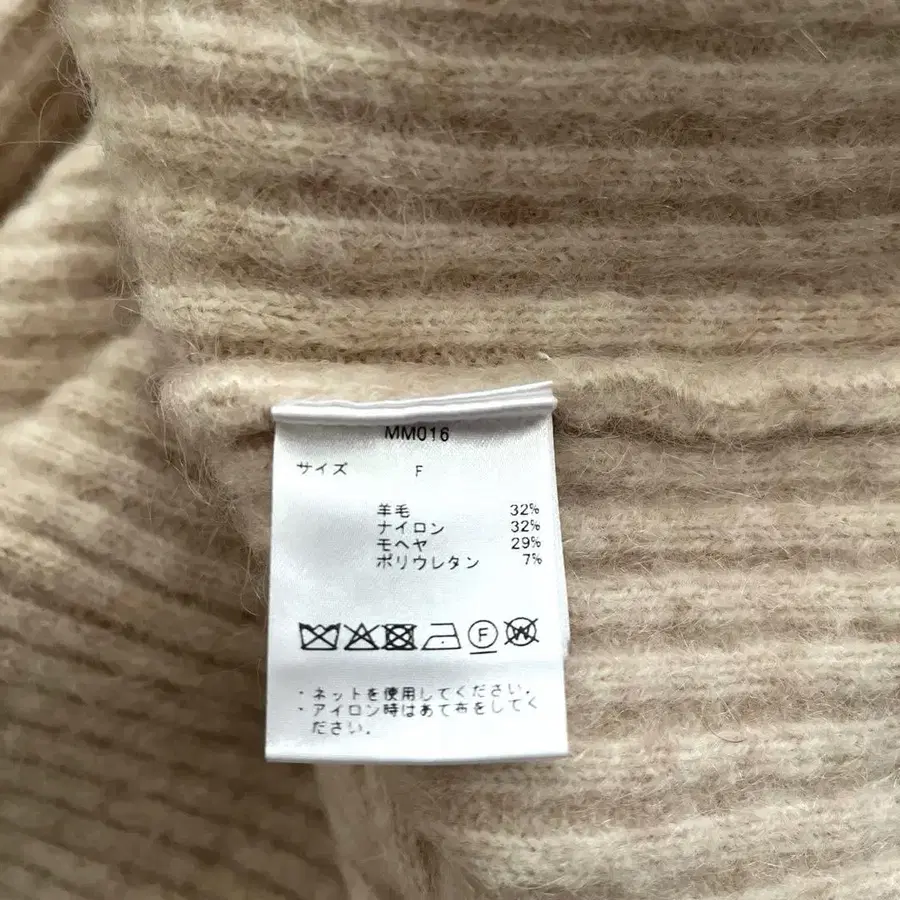 MM016
サイズ F
羊毛 32%
ナイロン 32%
モヘヤ 29%
ポリウレタン 7%
F W
・ネットを使用してください。
・アイロン時はあて布をしてく
ださい。